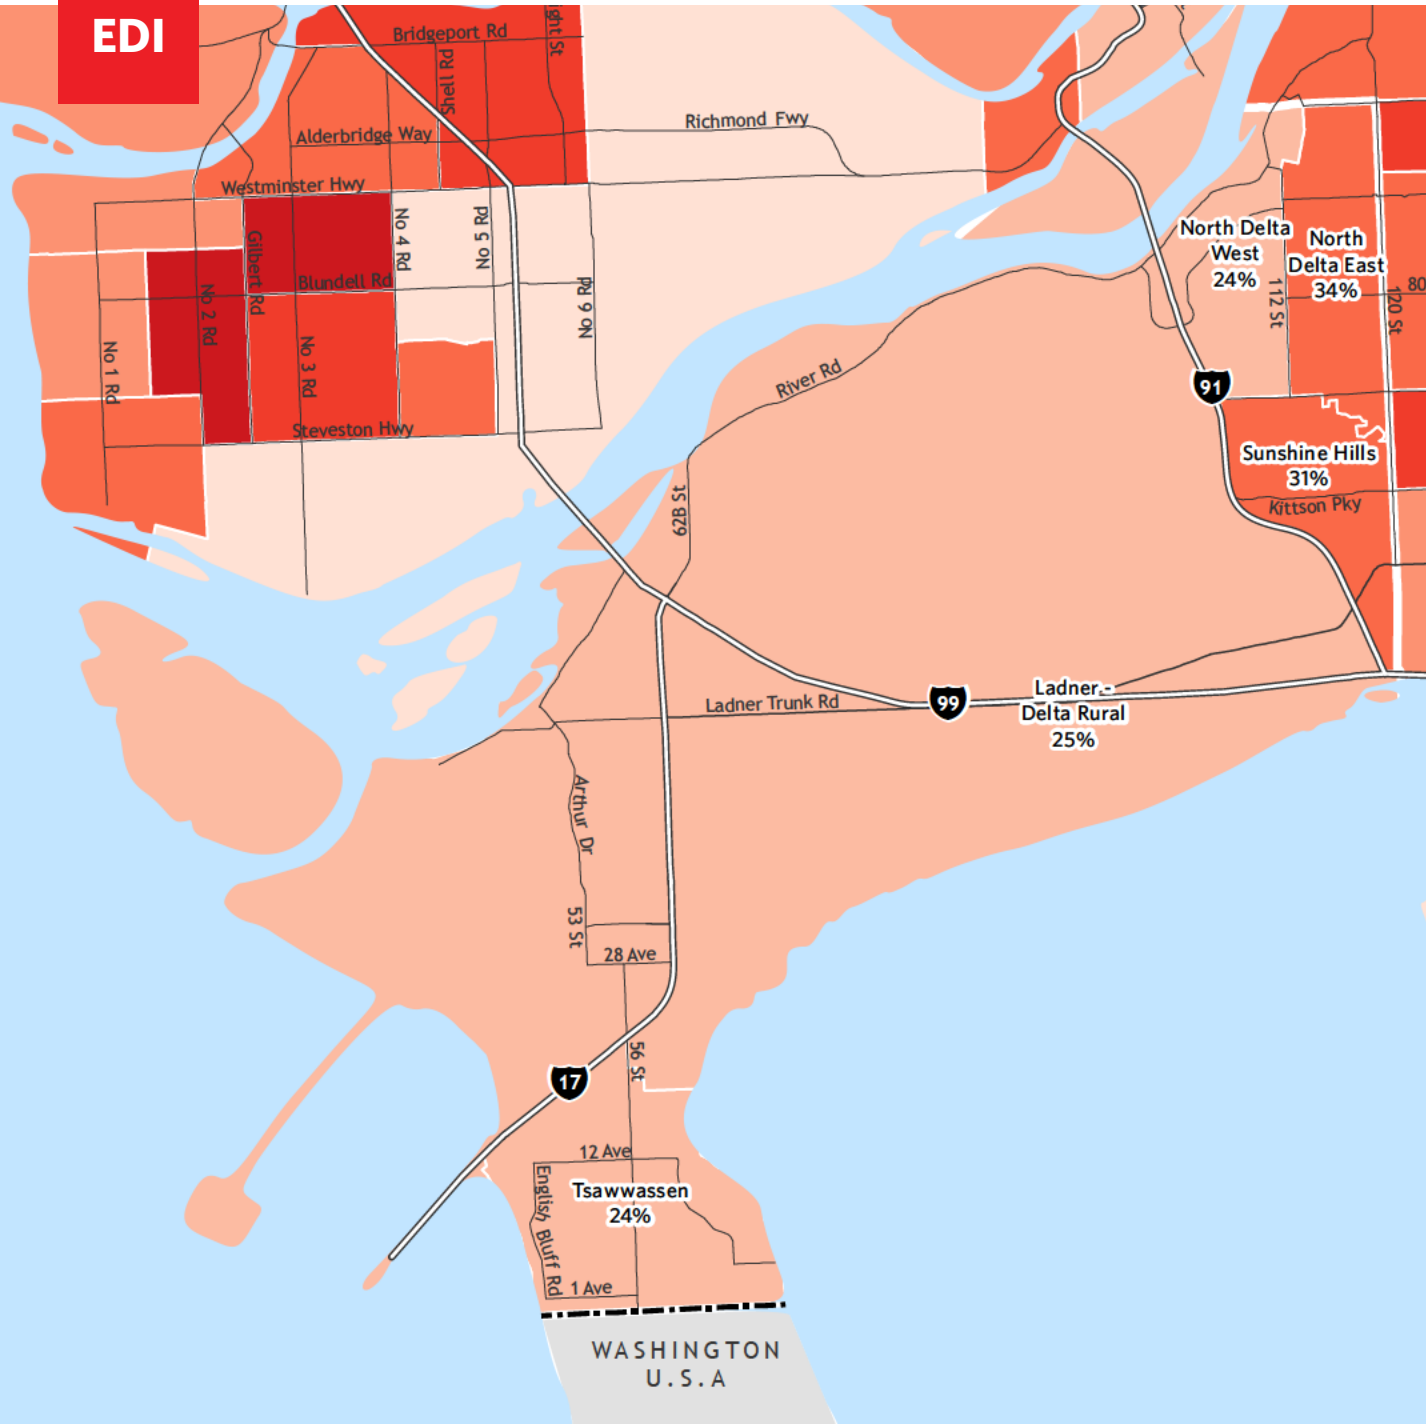 EDI
Bridgeport Rd
Shell Rd
ight St
Alderbridge Way
Richmond Fwy
Westminster Hwy
No 4 Rd
No 5 Rd
Gilbert Rd
No 2 Rd
Blundell Rd
No 6 Rd
No 1 Rd
No 3 Rd
Steveston Hwy
North Delta
West
24%
North
Delta East
34%
112 St
120 St
80
91
River Rd
Sunshine Hills
31%
Kittson Pky
62B St
Ladner -
Delta Rural
25%
99
Ladner Trunk Rd
Arthur Dr
53 St
28 Ave
56 St
17
12 Ave
English Bluff Rd
Tsawwassen
24%
1 Ave
WASHINGTON
U.S.A